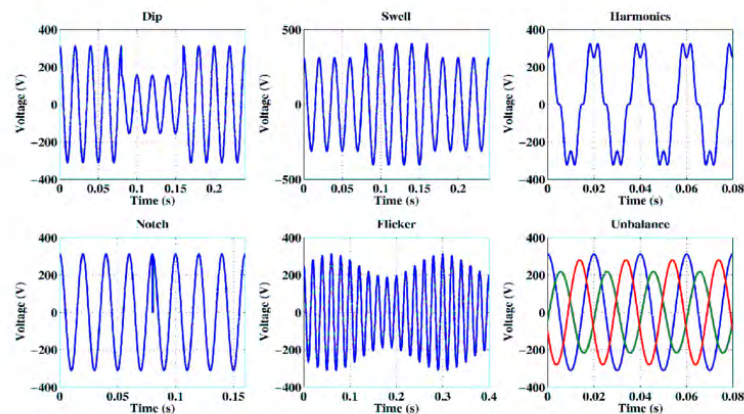 Dip
400
200
0
−200
−400
Voltage (V)
0 0.05 0.1 0.15 0.2
Time (s)
Swell
500
0
−500
Voltage (V)
0 0.05 0.1 0.15 0.2
Time (s)
Harmonics
400
200
0
−200
−400
Voltage (V)
0 0.02 0.04 0.06 0.08
Time (s)
Notch
400
200
0
−200
−400
Voltage (V)
0 0.05 0.1 0.15
Time (s)
Flicker
400
200
0
−200
−400
Voltage (V)
0 0.1 0.2 0.3 0.4
Time (s)
Unbalance
400
200
0
−200
−400
Voltage (V)
0 0.02 0.04 0.06 0.08
Time (s)